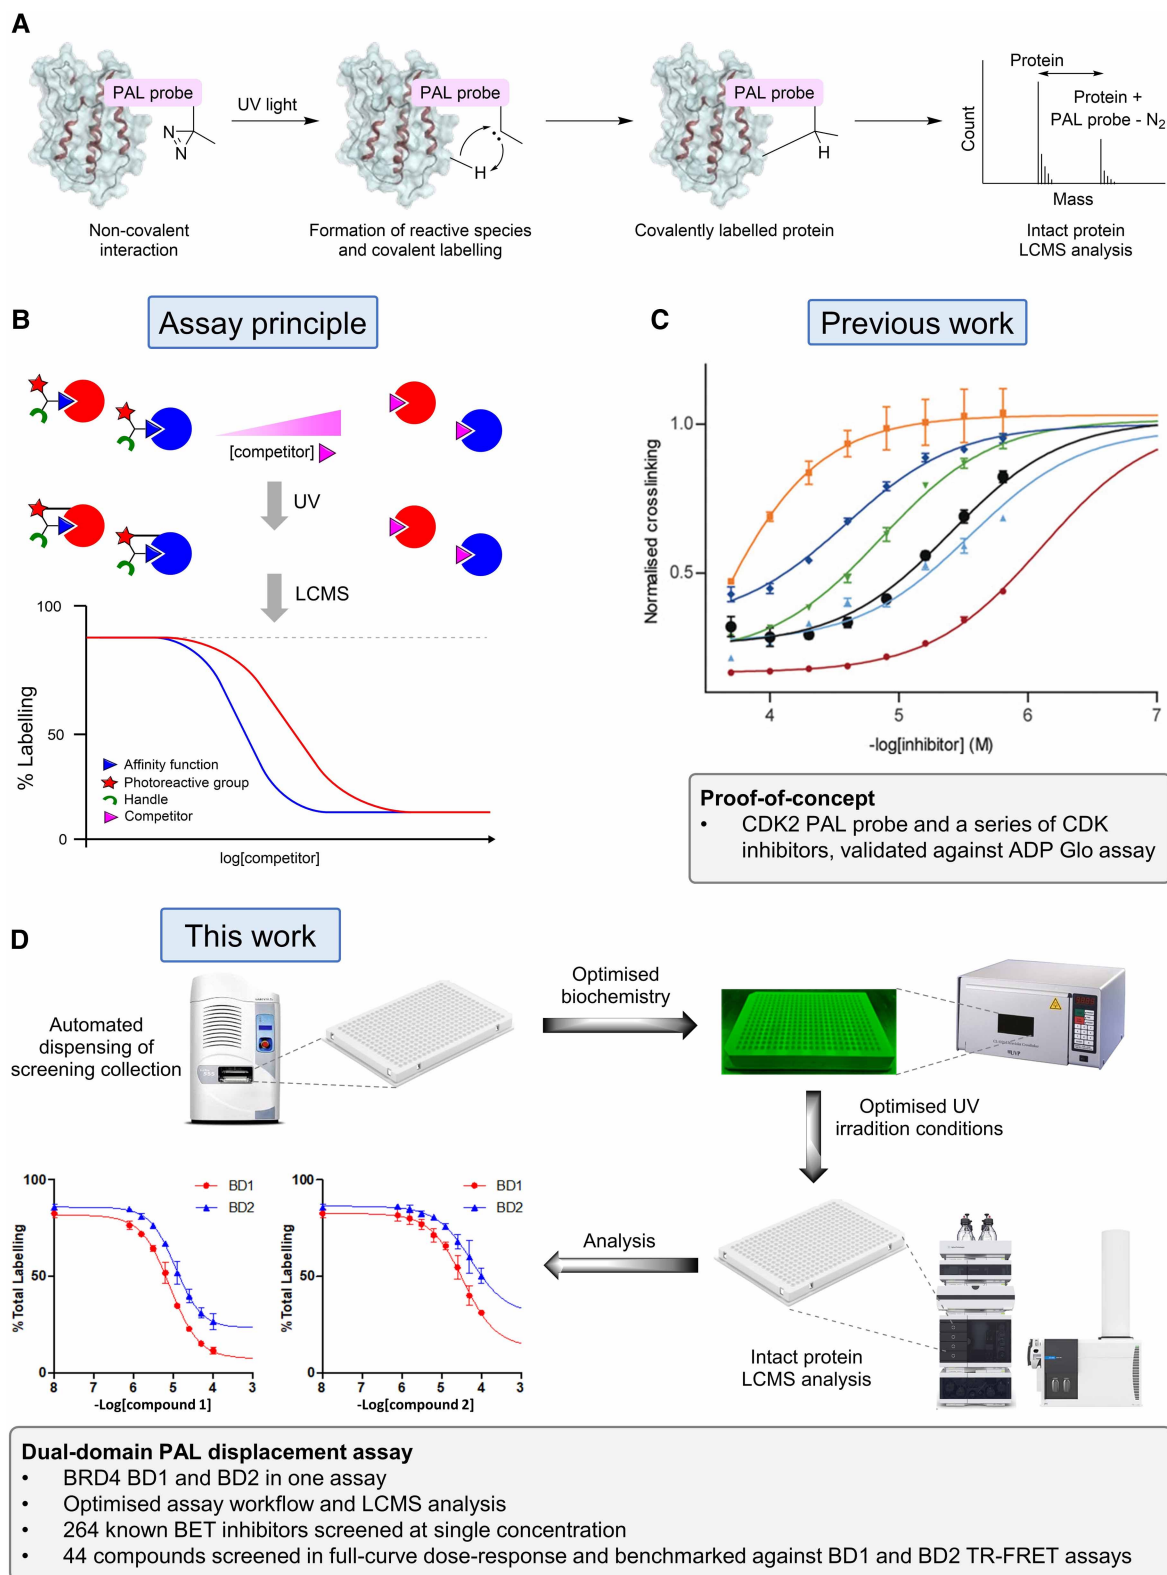 A
PAL probe
N
N
UV light
PAL probe
H
PAL probe
H
Protein
Protein +
PAL probe - N2
Count
Mass
Non-covalent
interaction
Formation of reactive species
and covalent labelling
Covalently labelled protein
Intact protein
LCMS analysis
B
Assay principle
[competitor]
UV
LCMS
100
50
0
% Labelling
Affinity function
Photoreactive group
Handle
Competitor
log[competitor]
C
Previous work
1.0
0.5
Normalised crosslinking
4
5
6
7
-log[inhibitor] (M)
Proof-of-concept
• CDK2 PAL probe and a series of CDK
inhibitors, validated against ADP Glo assay
D
This work
Automated
dispensing of
screening collection
Optimised
biochemistry
Optimised UV
irradition conditions
Intact protein
LCMS analysis
Analysis
100
50
0
% Total Labelling
BD1
BD2
8 7 6 5 4 3
-Log[compound 1]
100
50
0
% Total Labelling
BD1
BD2
8 7 6 5 4 3
-Log[compound 2]
Dual-domain PAL displacement assay
• BRD4 BD1 and BD2 in one assay
• Optimised assay workflow and LCMS analysis
• 264 known BET inhibitors screened at single concentration
• 44 compounds screened in full-curve dose-response and benchmarked against BD1 and BD2 TR-FRET assays